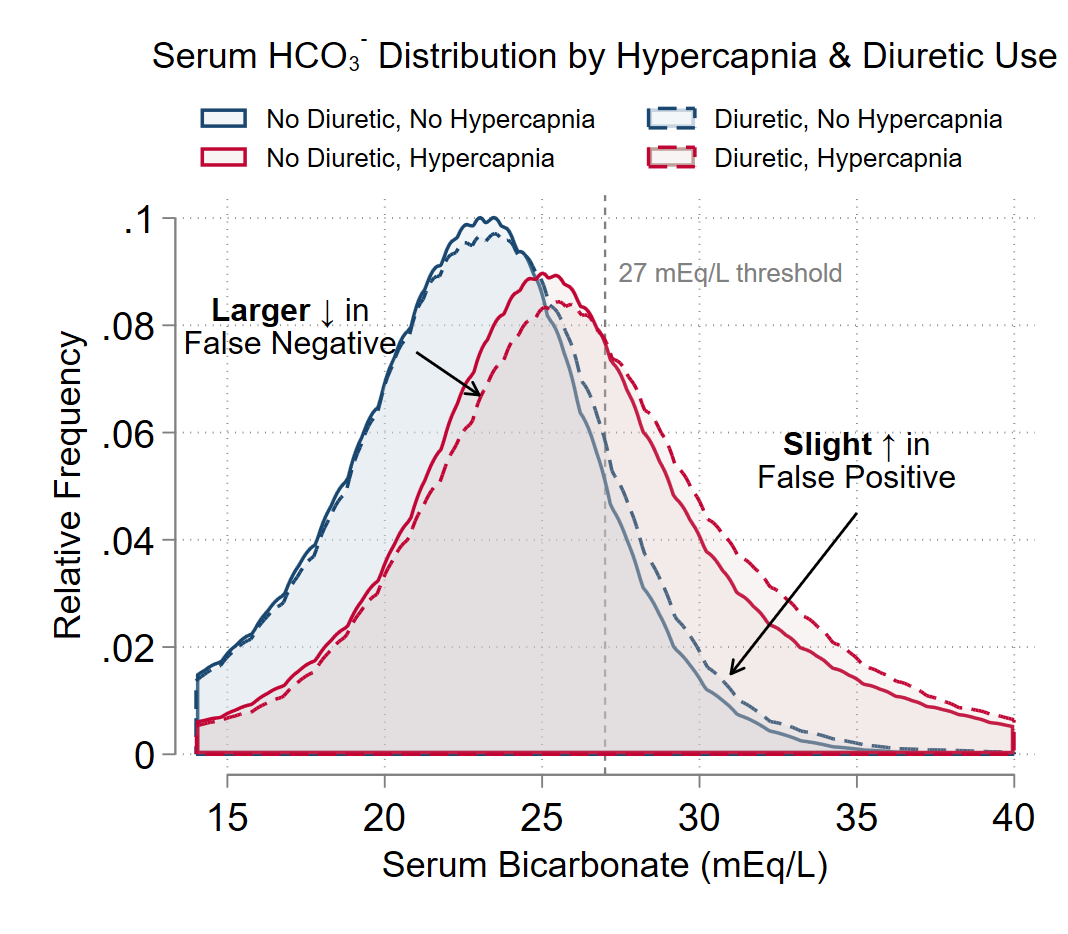 Serum HCO₃⁻ Distribution by Hypercapnia & Diuretic Use
No Diuretic, No Hypercapnia
Diuretic, No Hypercapnia
No Diuretic, Hypercapnia
Diuretic, Hypercapnia
27 mEq/L threshold
Larger ↓ in
False Negative
Slight ↑ in
False Positive
Relative Frequency
.1
.08
.06
.04
.02
0
15 20 25 30 35 40
Serum Bicarbonate (mEq/L)